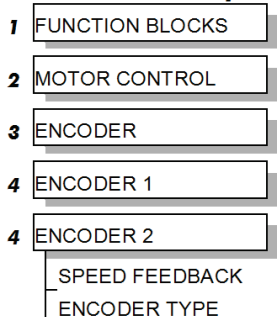 1 FUNCTION BLOCKS
2 MOTOR CONTROL
3 ENCODER
4 ENCODER 1
4 ENCODER 2
SPEED FEEDBACK
ENCODER TYPE